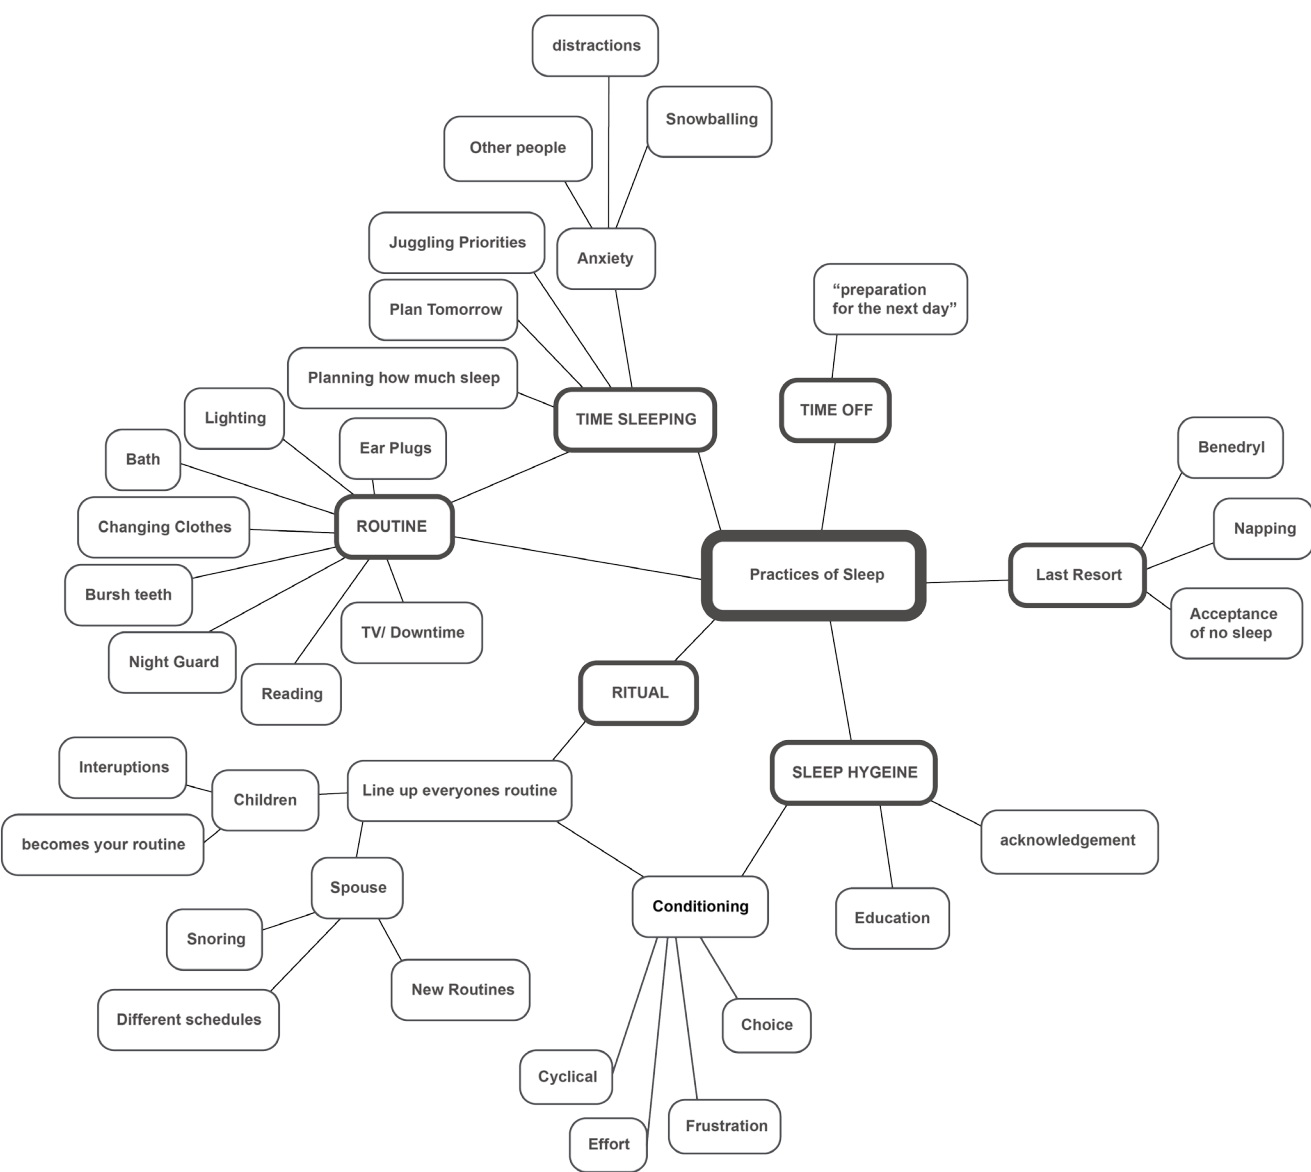 distractions
Snowballing
Other people
Juggling Priorities
Anxiety
Plan Tomorrow
“preparation
for the next day”
Planning how much sleep
TIME SLEEPING
TIME OFF
Lighting
Ear Plugs
Bath
Benedryl
Changing Clothes
ROUTINE
Napping
Practices of Sleep
Last Resort
Bursh teeth
Acceptance
of no sleep
TV/ Downtime
Night Guard
Reading
RITUAL
Interuptions
Children
Line up everyones routine
SLEEP HYGEINE
becomes your routine
acknowledgement
Spouse
Conditioning
Education
Snoring
New Routines
Different schedules
Choice
Cyclical
Frustration
Effort